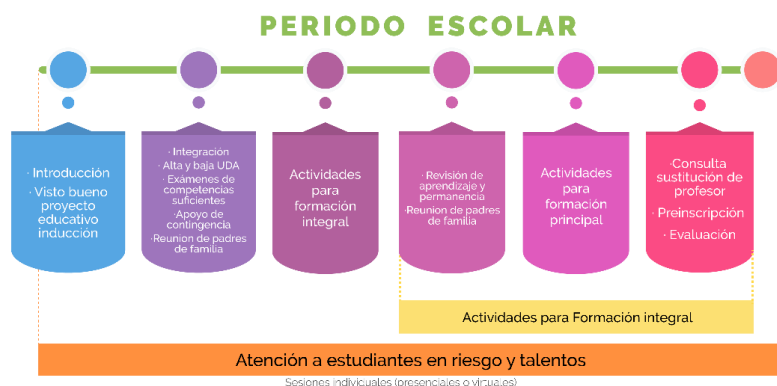 PERIODO ESCOLAR
· Introducción
· Visto bueno
proyecto
educativo
inducción
· Integración
· Alta y baja UDA
· Exámenes de
competencias
suficientes
· Apoyo de
contingencia
·Reunion de padres
de familia
Actividades
para
formación
integral
· Revisión de
aprendizaje y
permanencia
·Reunion de padres
de familia
Actividades
para
formación
principal
·Consulta
sustitución de
profesor
· Preinscripción
· Evaluación
Actividades para Formación integral
Atención a estudiantes en riesgo y talentos
Sesiones individuales (presenciales o virtuales)